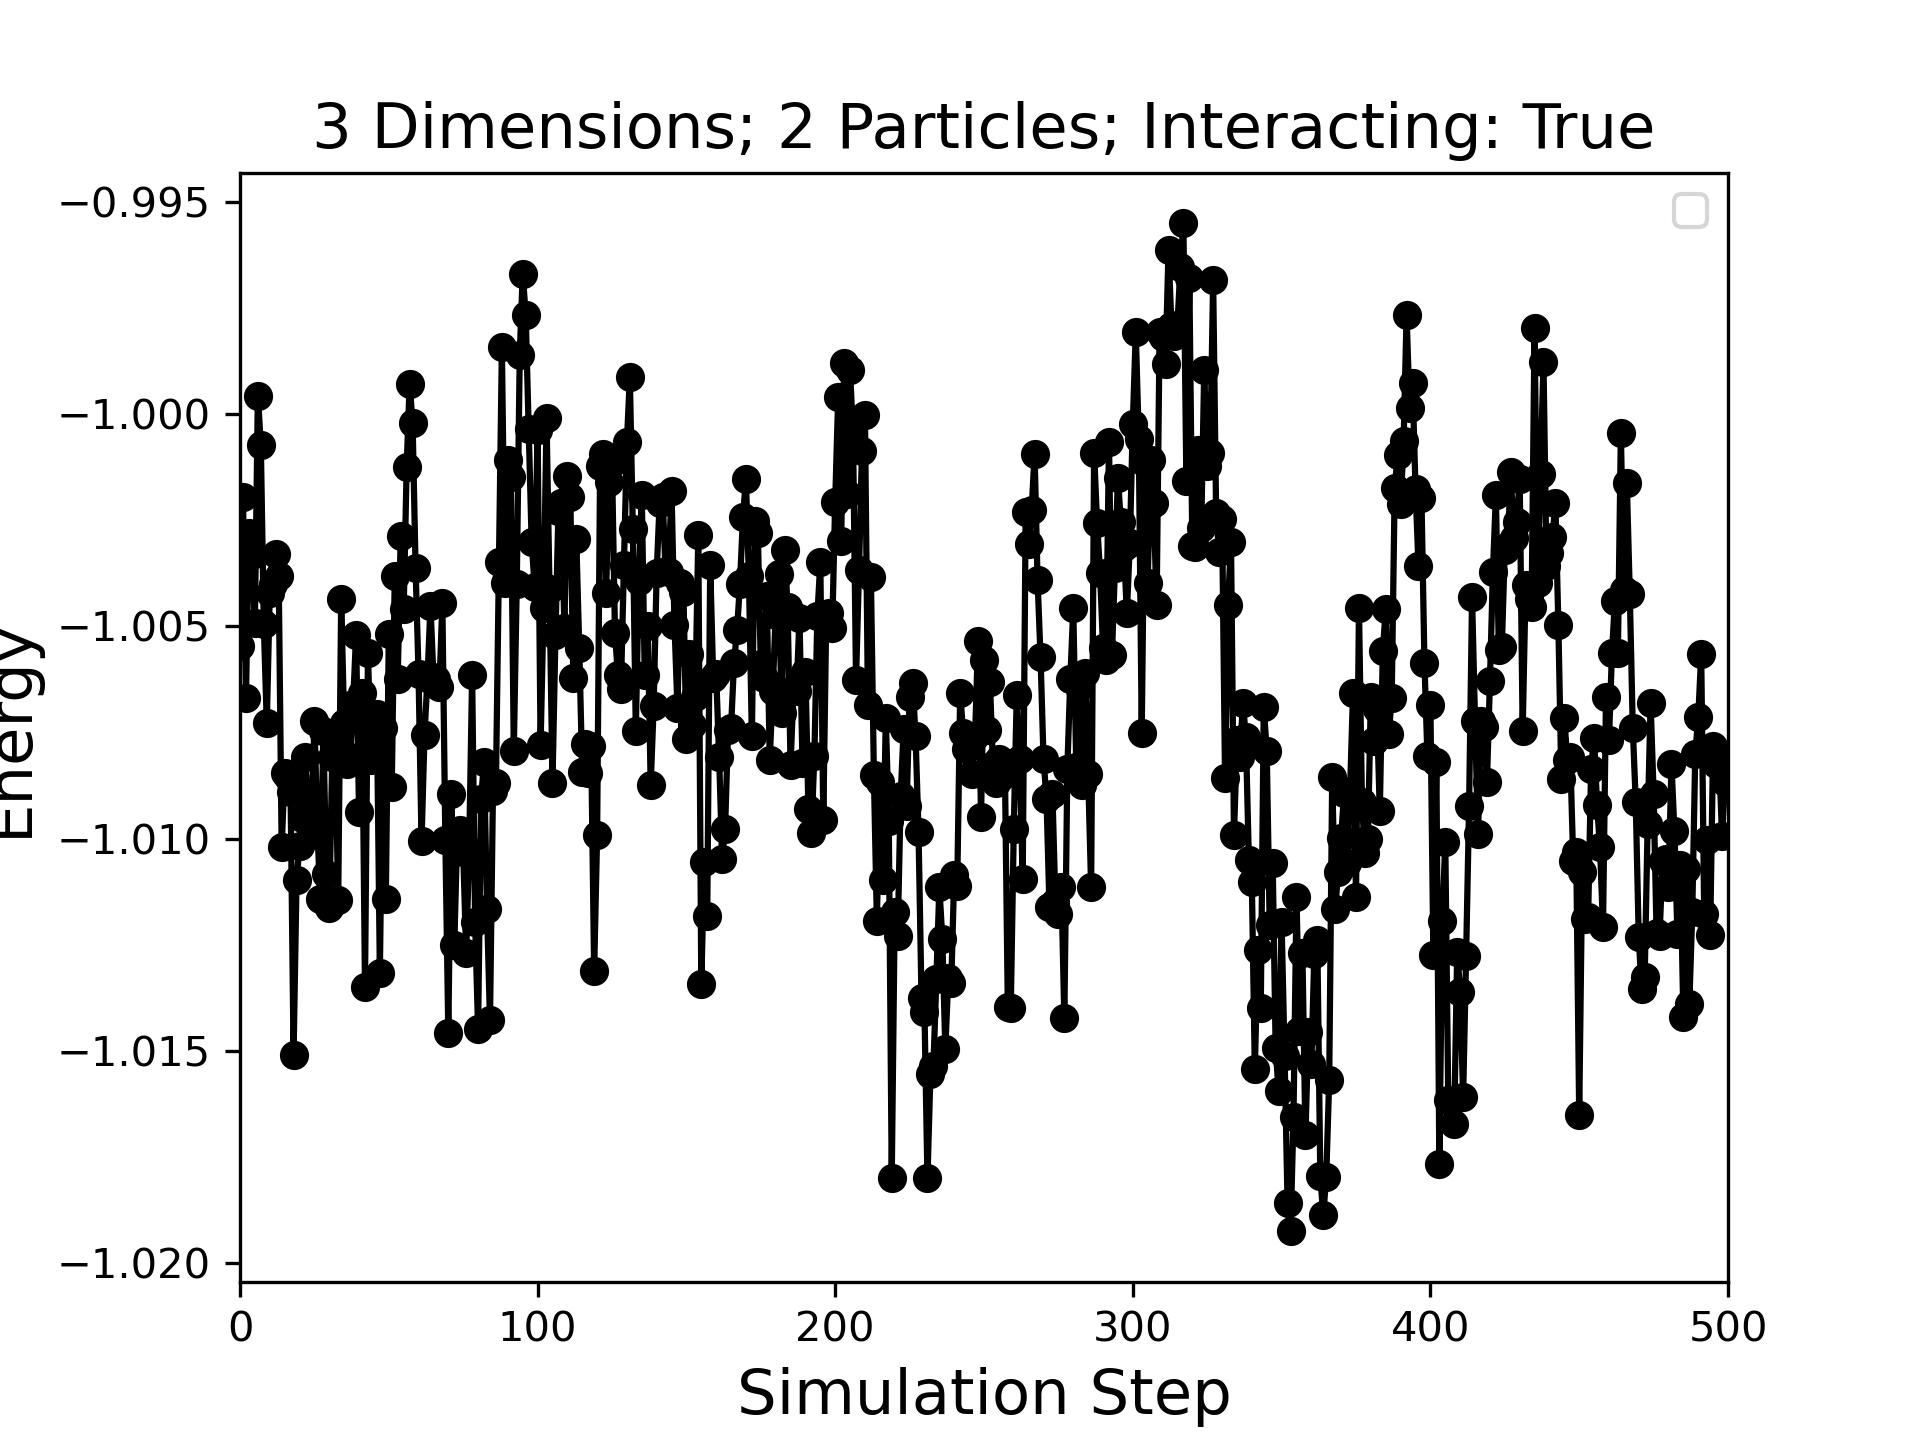 3 Dimensions; 2 Particles; Interacting: True
−0.995
−1.000
−1.005
−1.010
−1.015
−1.020
Energy
0 100 200 300 400 500
Simulation Step